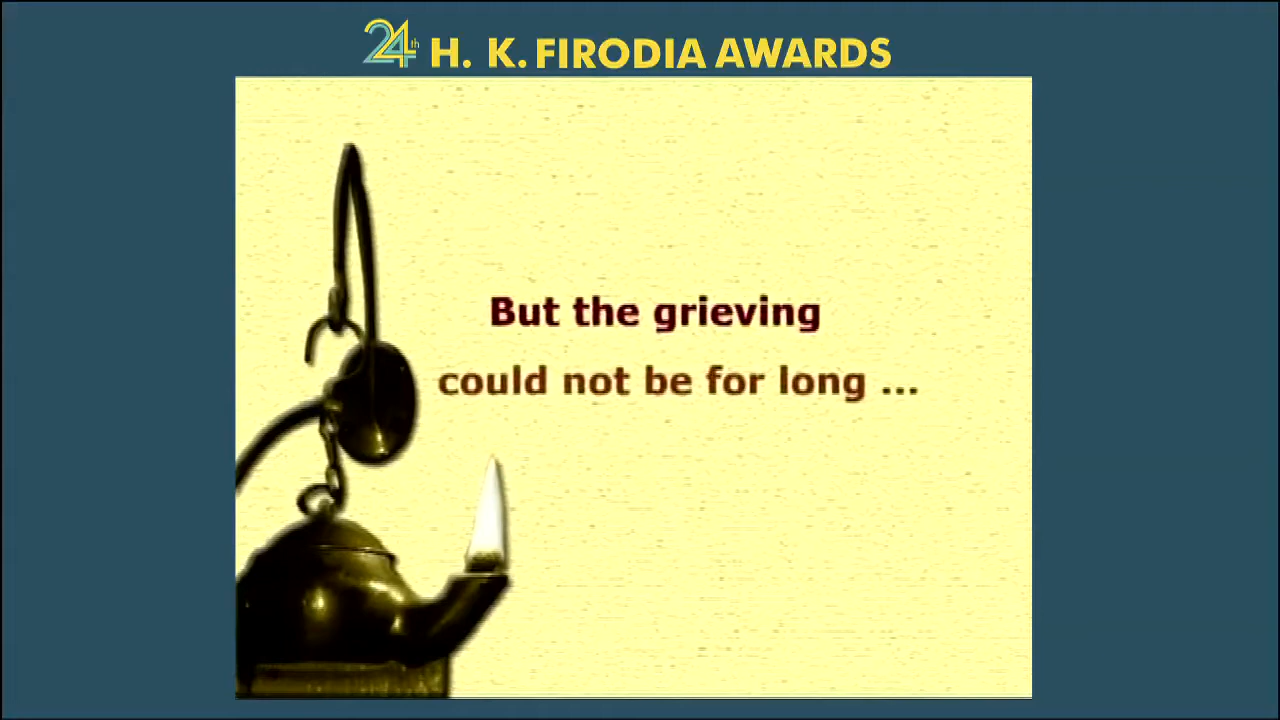 24th H. K. FIRODIA AWARDS
But the grieving
could not be for long ...